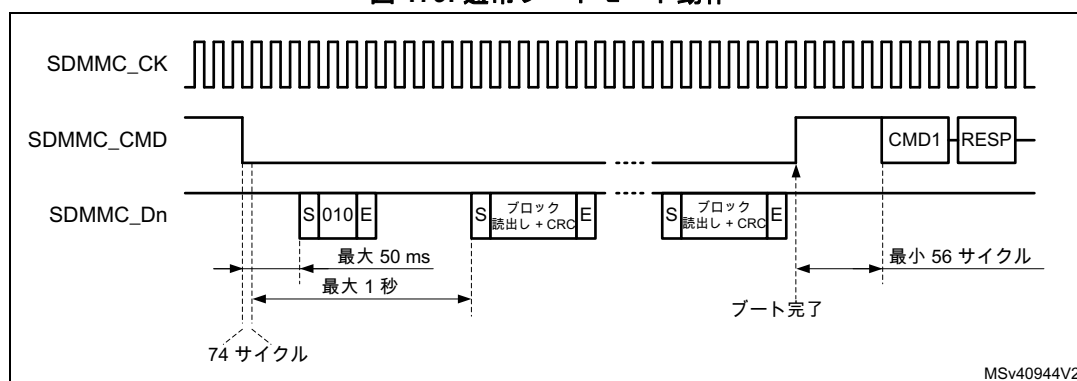 SDMMC_CK
SDMMC_CMD
CMD1
RESP
SDMMC_Dn
S 010 E
S ブロック読出し + CRC E
S ブロック読出し + CRC E
最大 50 ms
最小 56 サイクル
最大 1 秒
ブート完了
74 サイクル
MSv40944V2